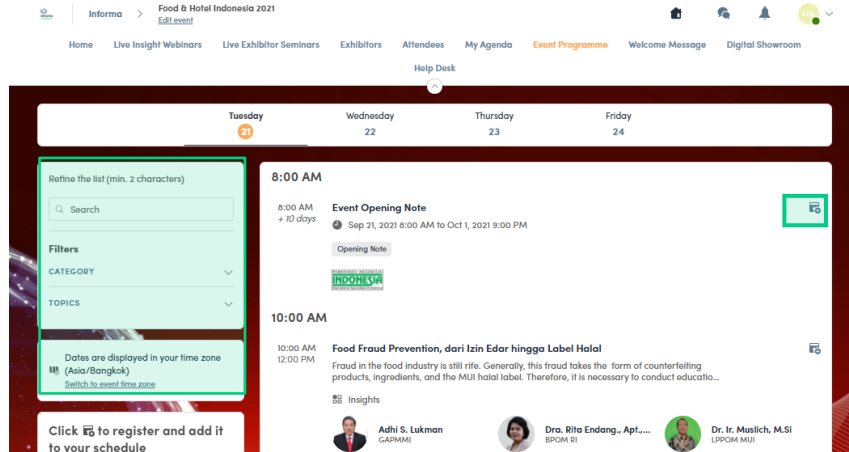 Informa > Food & Hotel Indonesia 2021
Edit event
Home Live Insight Webinars Live Exhibitor Seminars Exhibitors Attendees My Agenda Event Programme Welcome Message Digital Showroom
Help Desk
Tuesday Wednesday Thursday Friday
21 22 23 24
Refine the list (min. 2 characters)
Search
Filters
CATEGORY
TOPICS
Dates are displayed in your time zone
(Asia/Bangkok)
Switch to event time zone
Click to register and add it
to your schedule
8:00 AM
8:00 AM Event Opening Note
+ 10 days Sep 21, 2021 8:00 AM to Oct 1, 2021 9:00 PM
Opening Note
INDONESIA
10:00 AM
10:00 AM Food Fraud Prevention, dari Izin Edar hingga Label Halal
12:00 PM Fraud in the food industry is still rife. Generally, this fraud takes the form of counterfeiting
products, ingredients, and the MUI halal label. Therefore, it is necessary to conduct educatio...
Insights
Adhi S. Lukman Dra. Rita Endang., Apt.,... Dr. Ir. Muslich, M.Si
GAPMMI BPOM RI LPPOM MUI